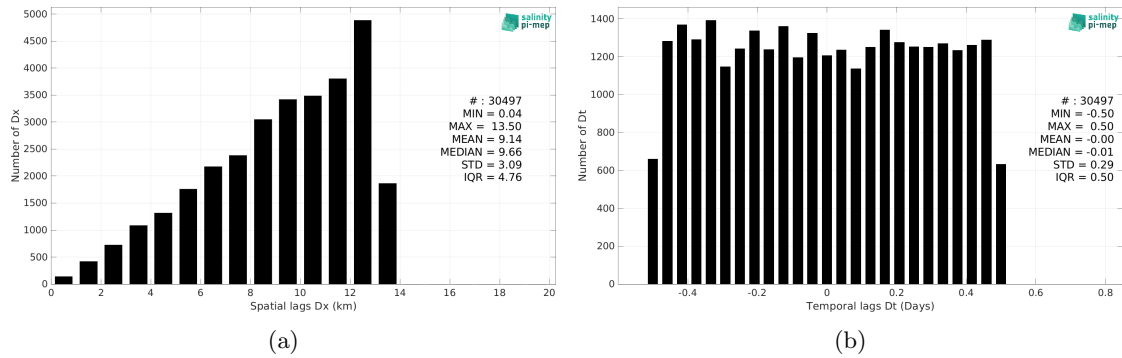 5000
4500
4000
3500
3000
2500
2000
1500
1000
500
0
Number of Dx
0 2 4 6 8 10 12 14 16 18 20
Spatial lags Dx (km)
salinity
pi-mep
# : 30497
MIN = 0.04
MAX = 13.50
MEAN = 9.14
MEDIAN = 9.66
STD = 3.09
IQR = 4.76
(a)
1400
1200
1000
800
600
400
200
0
Number of Dt
-0.4 -0.2 0 0.2 0.4 0.6 0.8
Temporal lags Dt (Days)
salinity
pi-mep
# : 30497
MIN = -0.50
MAX = 0.50
MEAN = -0.00
MEDIAN = -0.01
STD = 0.29
IQR = 0.50
(b)